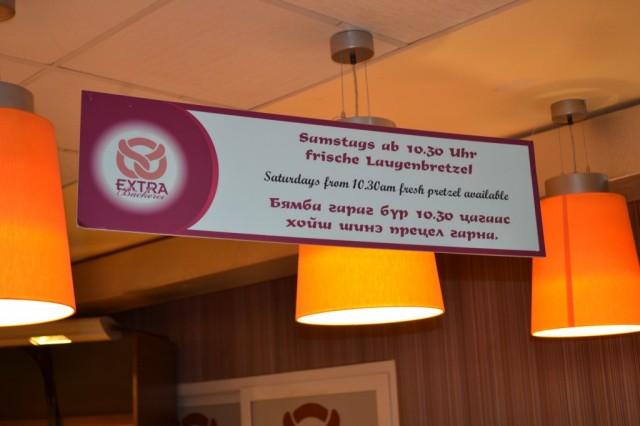 EXTRA
Bäckerei
Samstags ab 10.30 Uhr
frische Laugenbretzel
Saturdays from 10.30am fresh pretzel available
Бямба гараг бүр 10.30 цагаас
хойш шинэ прецел гарна.